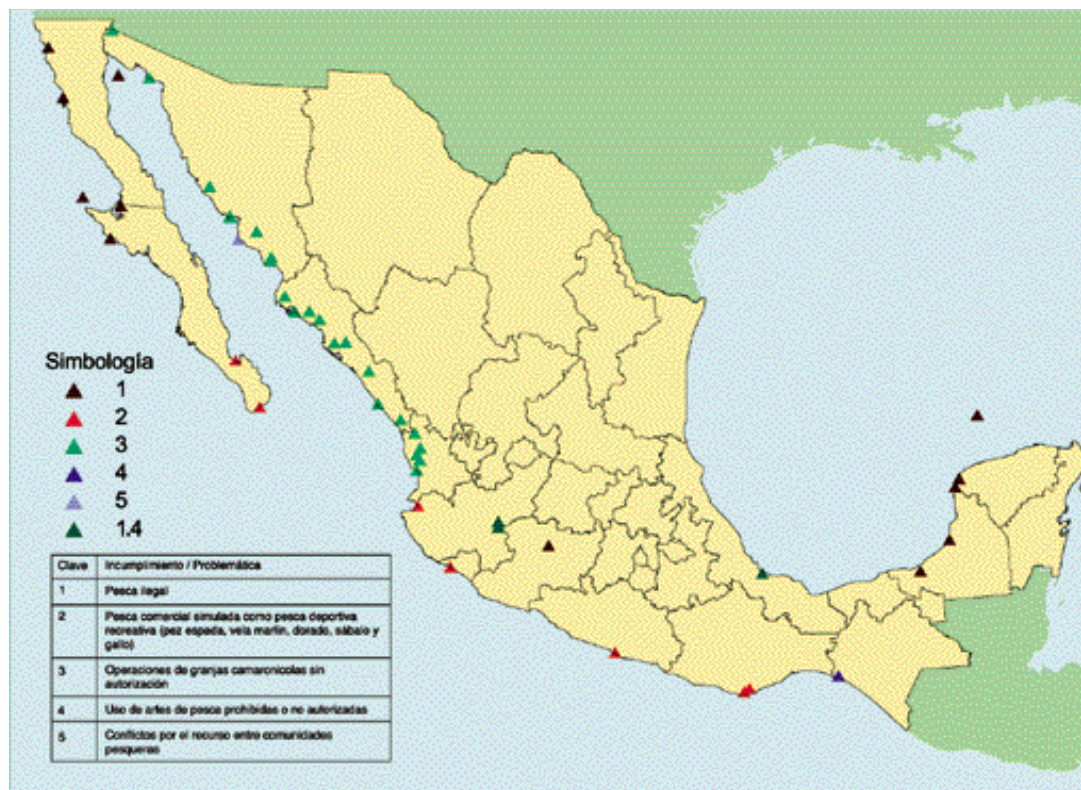 Simbología
1
2
3
4
5
1.4
Clave Incumplimiento / Problemática
1 Pesca ilegal
2 Pesca comercial simulada como pesca deportiva
recreativa (pez espada, vela marlin, dorado, sábalo y
gallo)
3 Operaciones de granjas camaronícolas sin
autorización
4 Uso de artes de pesca prohibidas o no autorizadas
5 Conflictos por el recurso entre comunidades
pesqueras